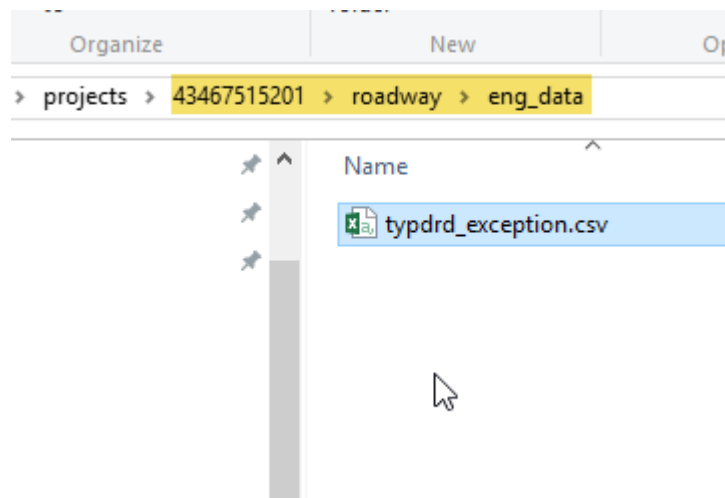 Organize
New
projects > 43467515201 > roadway > eng_data
Name
typdrd_exception.csv